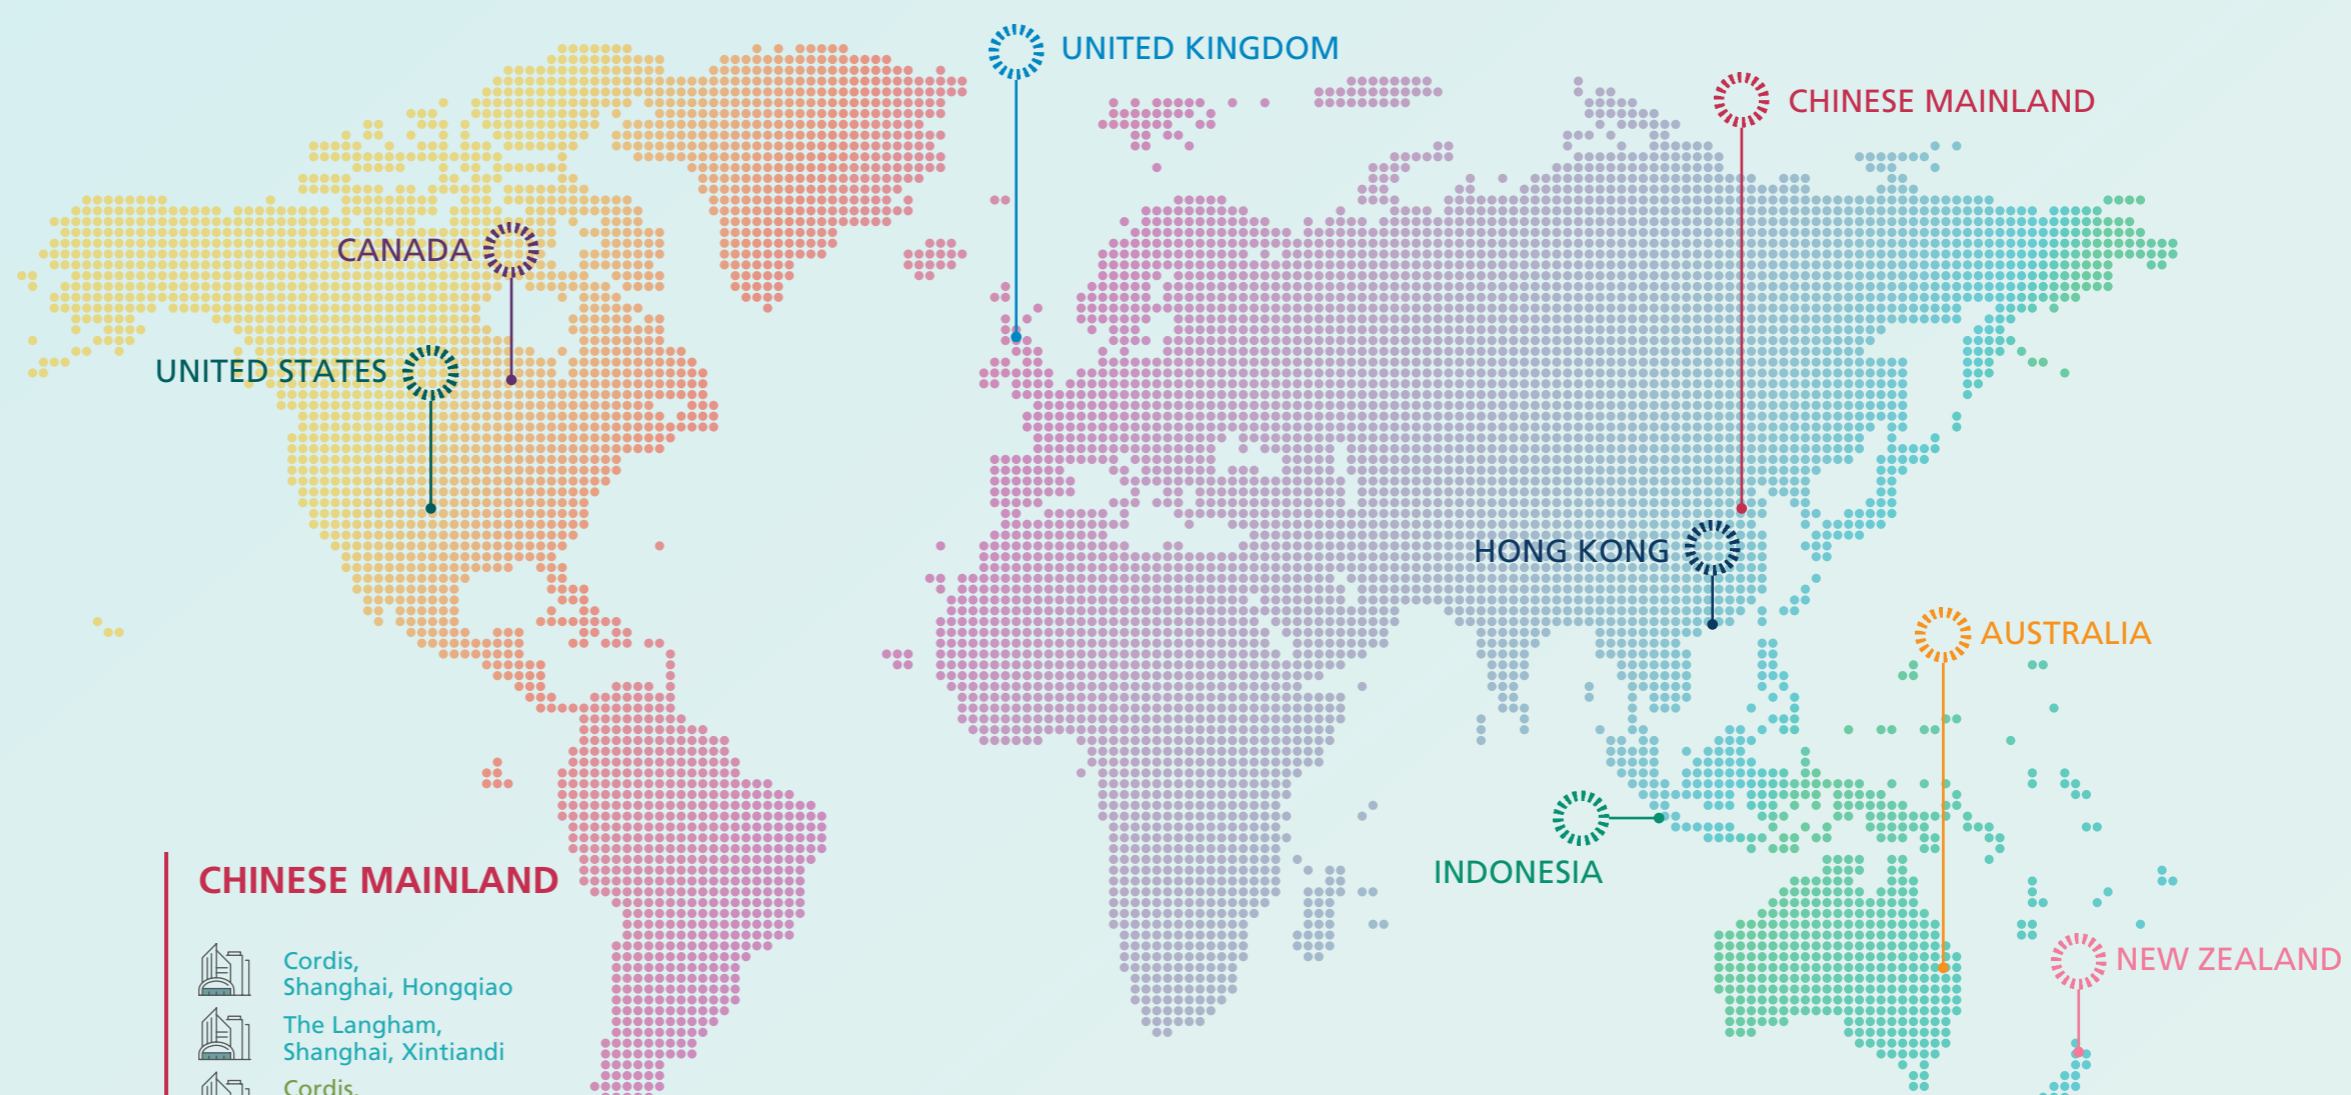 UNITED KINGDOM
CHINESE MAINLAND
CANADA
UNITED STATES
HONG KONG
AUSTRALIA
INDONESIA
NEW ZEALAND
CHINESE MAINLAND
Cordis,
Shanghai, Hongqiao
The Langham,
Shanghai, Xintiandi
Cordis,